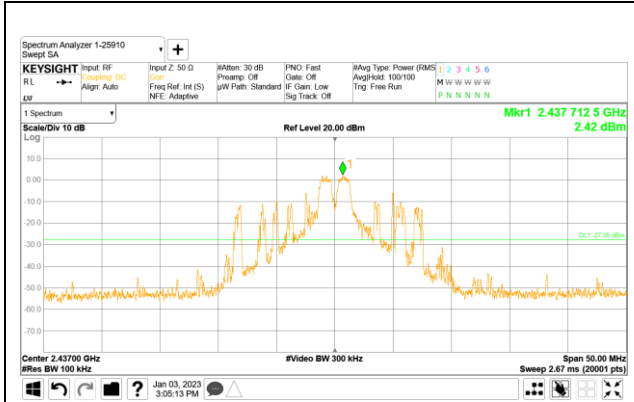 Spectrum Analyzer 1-25910
Swept SA
KEYSIGHT
RL
Input: RF
Coupling: DC
Align: Auto
Input Z: 50 Ω
Corr
Freq Ref: Int (S)
NFE: Adaptive
#Atten: 30 dB
Preamp: Off
µW Path: Standard
PNO: Fast
Gate: Off
IF Gain: Low
Sig Track: Off
#Avg Type: Power (RMS
Avg|Hold: 100/100
Trig: Free Run
1 2 3 4 5 6
M W W W W W
P N N N N N
1 Spectrum
Scale/Div 10 dB
Ref Level 20.00 dBm
Mkr1 2.437 712 5 GHz
2.42 dBm
Log
10.0
0.00
-10.0
-20.0
-30.0
-40.0
-50.0
-60.0
-70.0
1
DL1 -27.58 dBm
Center 2.43700 GHz
#Res BW 100 kHz
#Video BW 300 kHz
Span 50.00 MHz
Sweep 2.67 ms (20001 pts)
?
Jan 03, 2023
3:05:13 PM